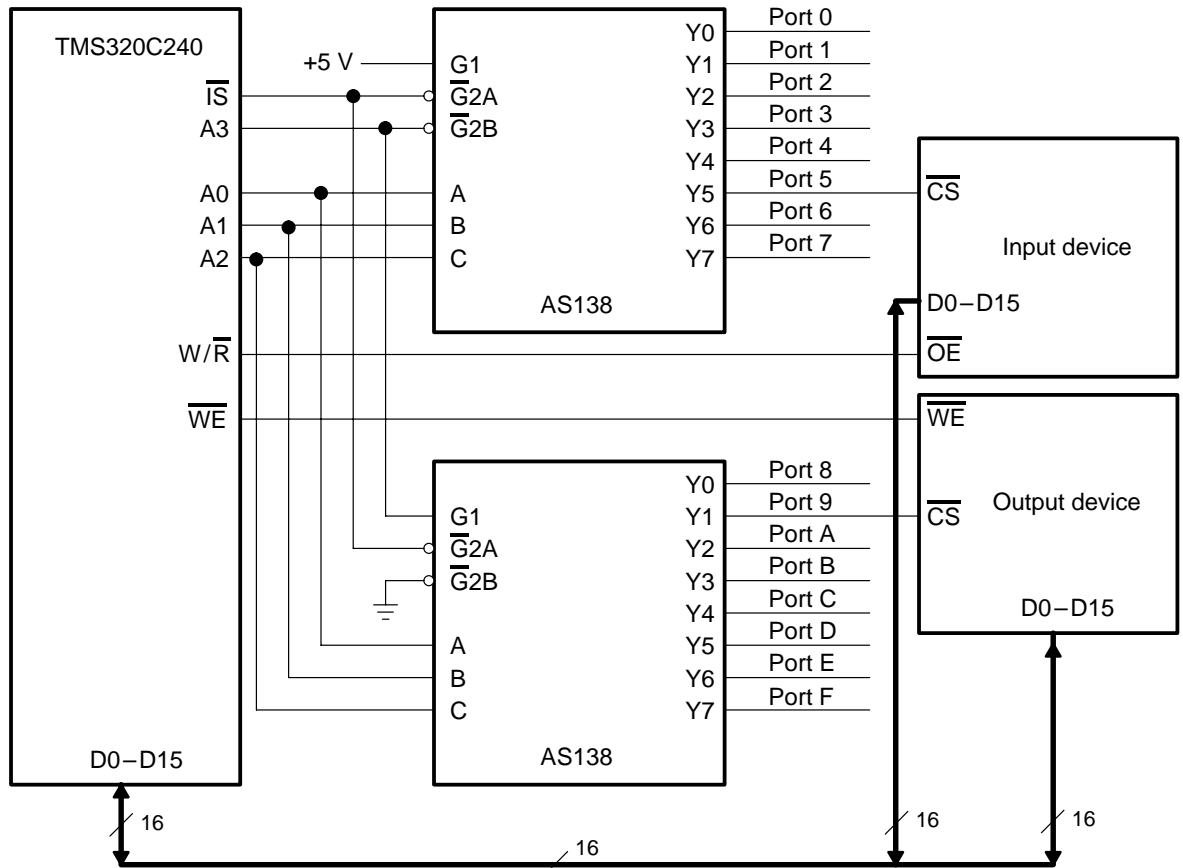 TMS320C240
+5 V
IS
A3
A0
A1
A2
W/R
WE
D0–D15
G1
G2A
G2B
A
B
C
Y0
Y1
Y2
Y3
Y4
Y5
Y6
Y7
AS138
Port 0
Port 1
Port 2
Port 3
Port 4
Port 5
Port 6
Port 7
CS
Input device
D0–D15
OE
WE
Output device
CS
D0–D15
G1
G2A
G2B
A
B
C
Y0
Y1
Y2
Y3
Y4
Y5
Y6
Y7
AS138
Port 8
Port 9
Port A
Port B
Port C
Port D
Port E
Port F
16
16
16
16